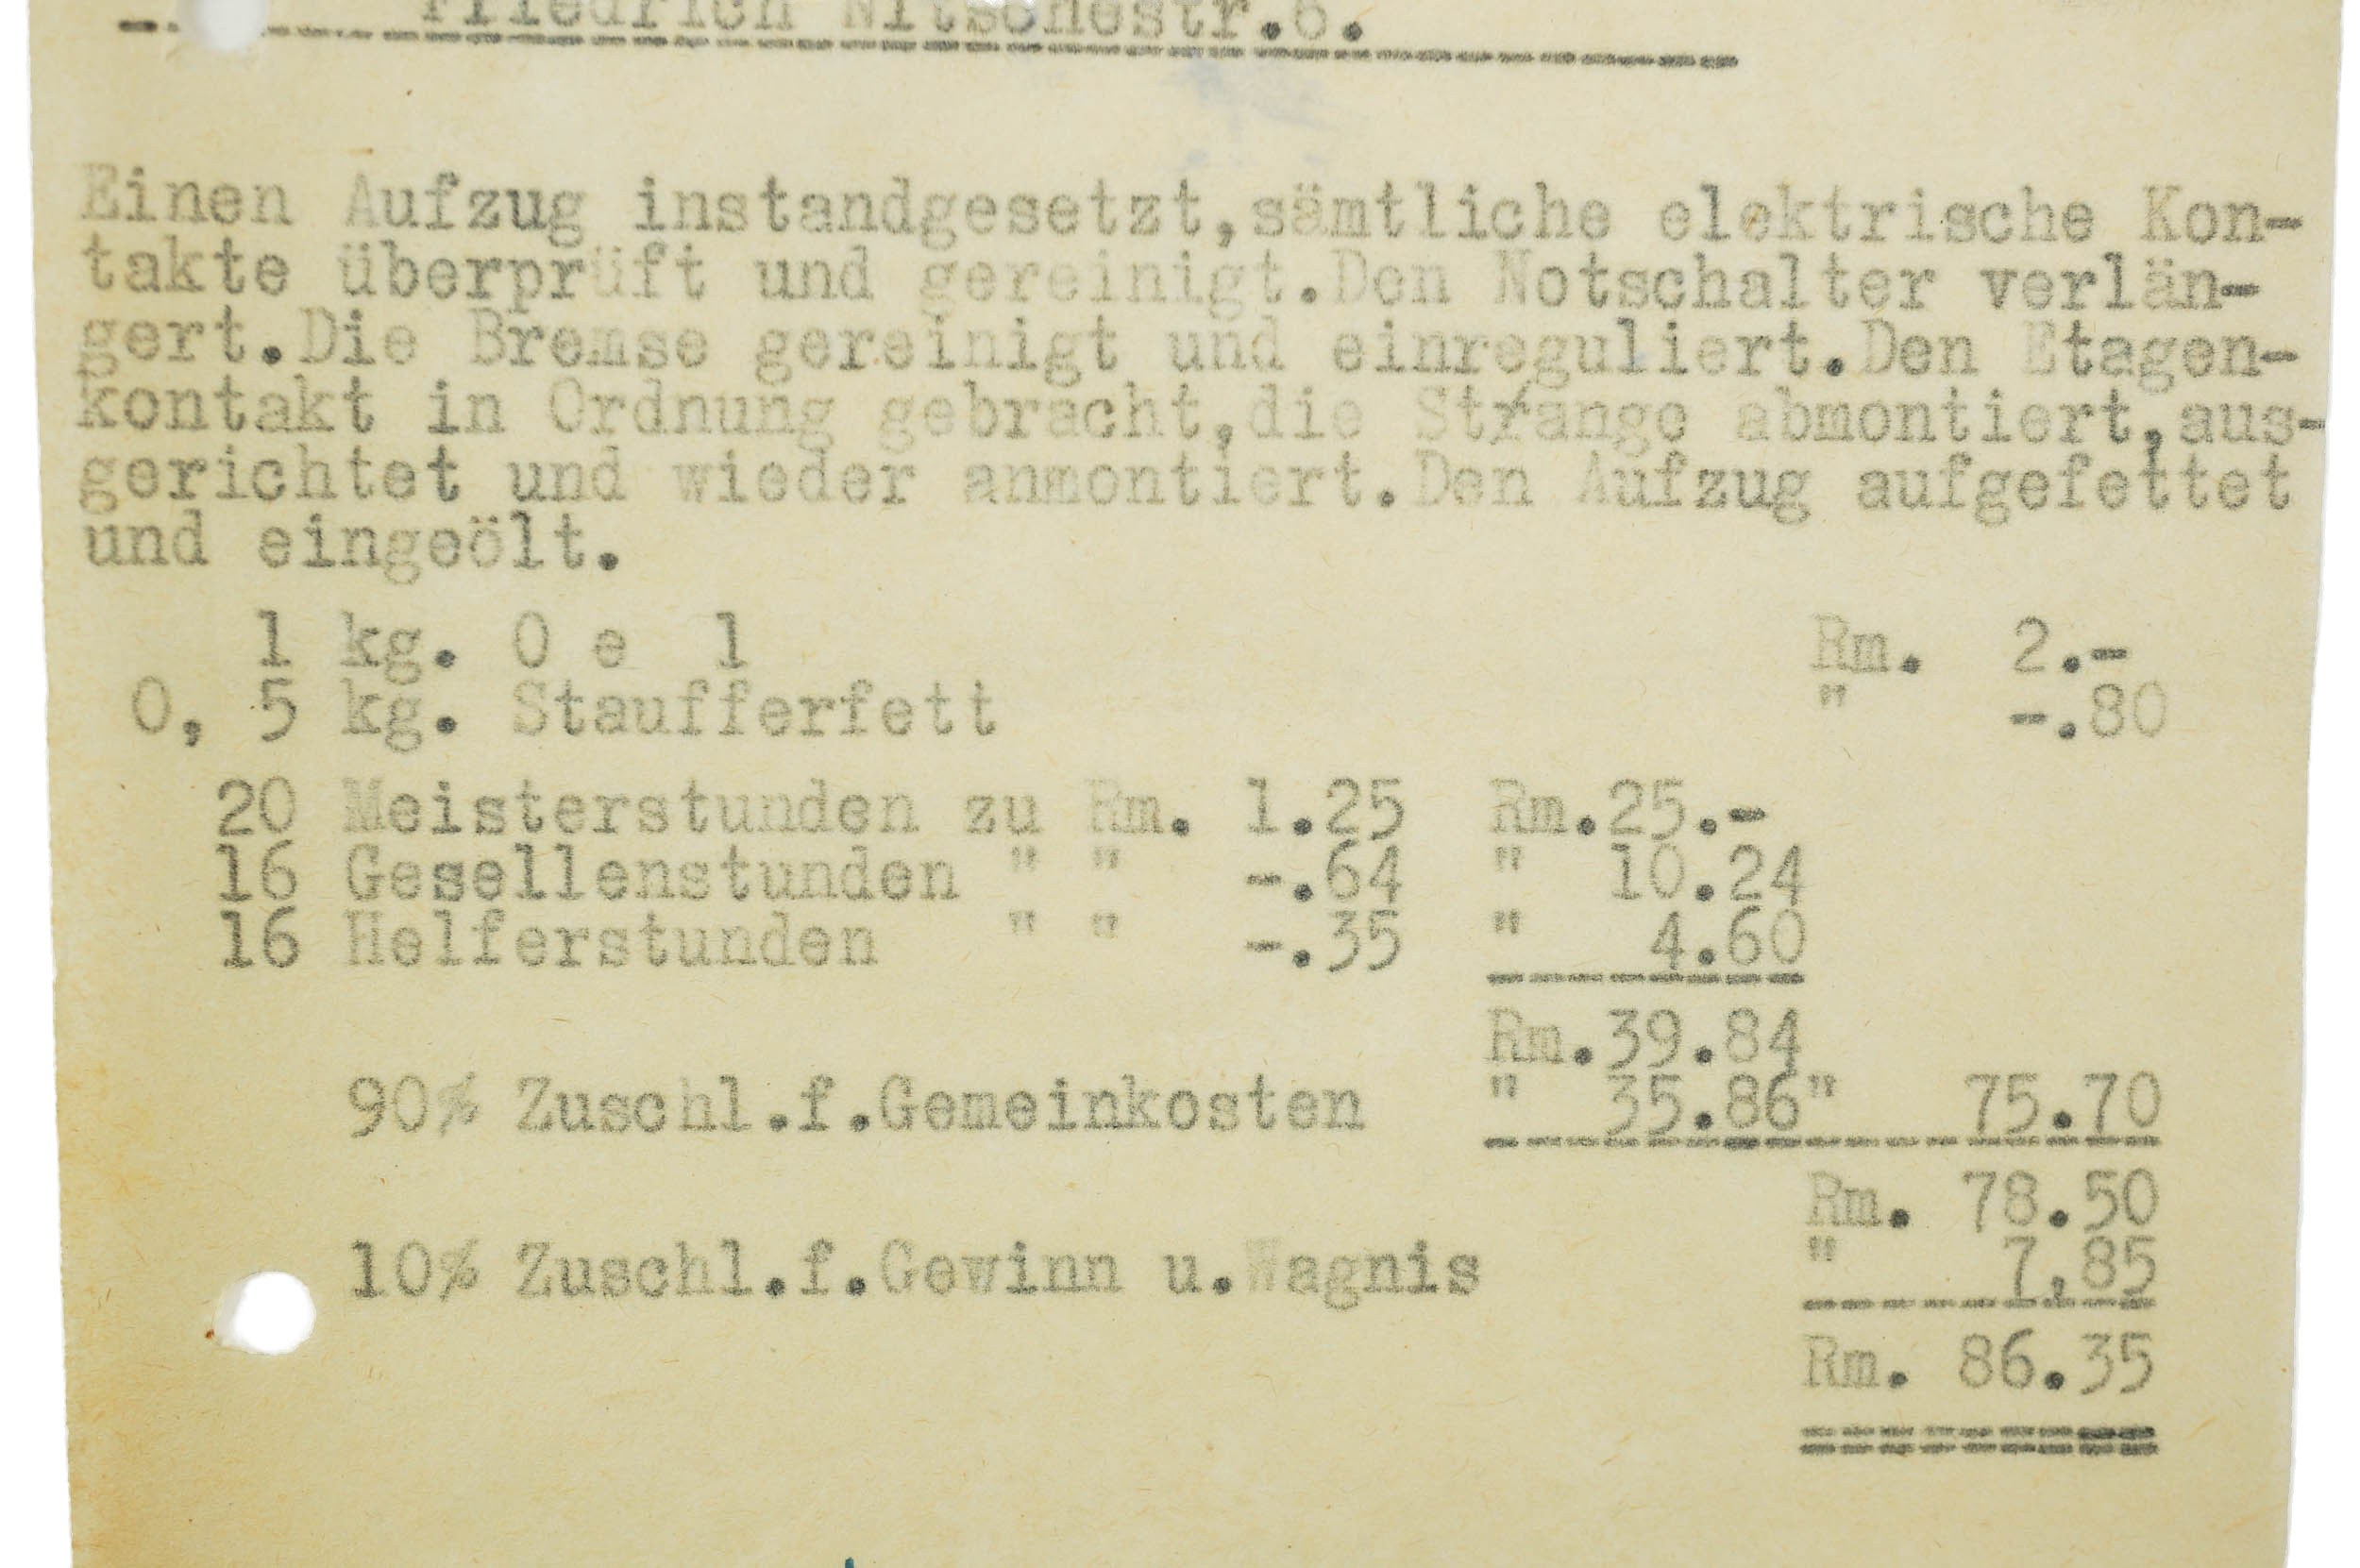 Friedrich Nitschestr.6.
Einen Aufzug instandgesetzt,sämtliche elektrische Kon-
takte überprüft und gereinigt.Den Notschalter verlän-
gert.Die Bremse gereinigt und einreguliert.Den Etagen-
kontakt in Ordnung gebracht,die Strange abmontiert,aus-
gerichtet und wieder anmontiert.Den Aufzug aufgefettet
und eingeölt.
1 kg. O e l Rm. 2.-
0, 5 kg. Staufferfett " -.80
20 Meisterstunden zu Rm. 1.25 Rm.25.-
16 Gesellenstunden " " -.64 " 10.24
16 Helferstunden " " -.35 " 4.60
Rm.39.84
90% Zuschl.f.Gemeinkosten " 35.86" 75.70
Rm. 78.50
10% Zuschl.f.Gewinn u.Wagnis " 7,85
Rm. 86.35